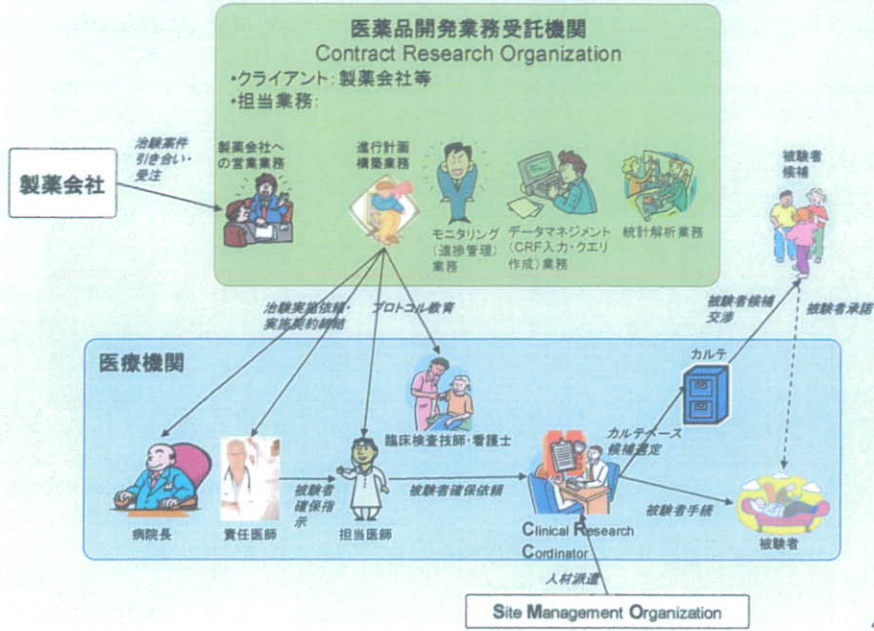 医薬品開発業務受託機関
Contract Research Organization
•クライアント: 製薬会社等
•担当業務:
製薬会社
治験案件
引き合い・
受注
製薬会社へ
の営業業務
進行計画
構築業務
モニタリング
(進捗管理)
業務
データマネジメント
(CRF入力・クエリ
作成)業務
統計解析業務
被験者
候補
治験実施依頼・
実施契約締結
プロトコル教育
被験者候補
交渉
被験者承諾
医療機関
カルテ
臨床検査技師・看護士
カルテベース
候補選定
被験者
確保指
示
被験者確保依頼
被験者手続
病院長
責任医師
担当医師
Clinical Research
Cordinator
被験者
人材派遣
Site Management Organization